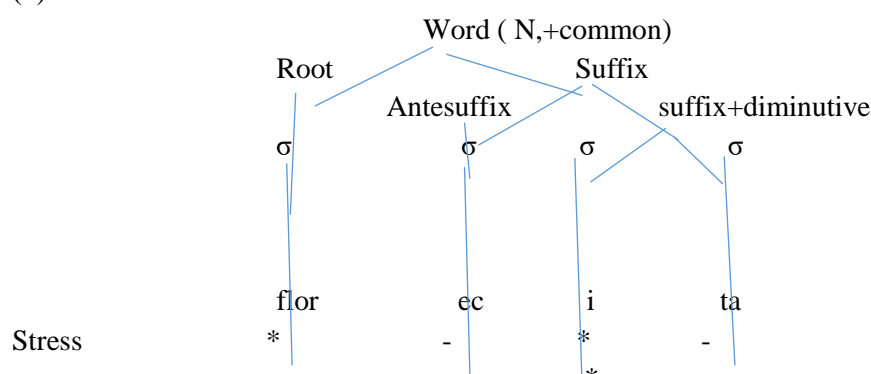 Word ( N,+common)
Root Suffix
Antesuffix suffix+diminutive
σ σ σ σ
flor ec i ta
Stress * - * -
*